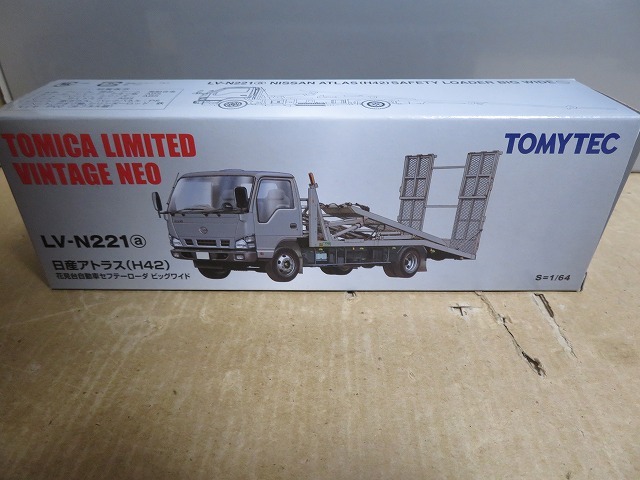 LV-N221ⓐ NISSAN ATLAS(H42) SAFETY LOADER BIG WIDE
TOMICA LIMITED
VINTAGE NEO
TOMYTEC
LV-N221ⓐ
日産アトラス(H42)
花見台自動車セフテーローダ ビッグワイド
S=1/64